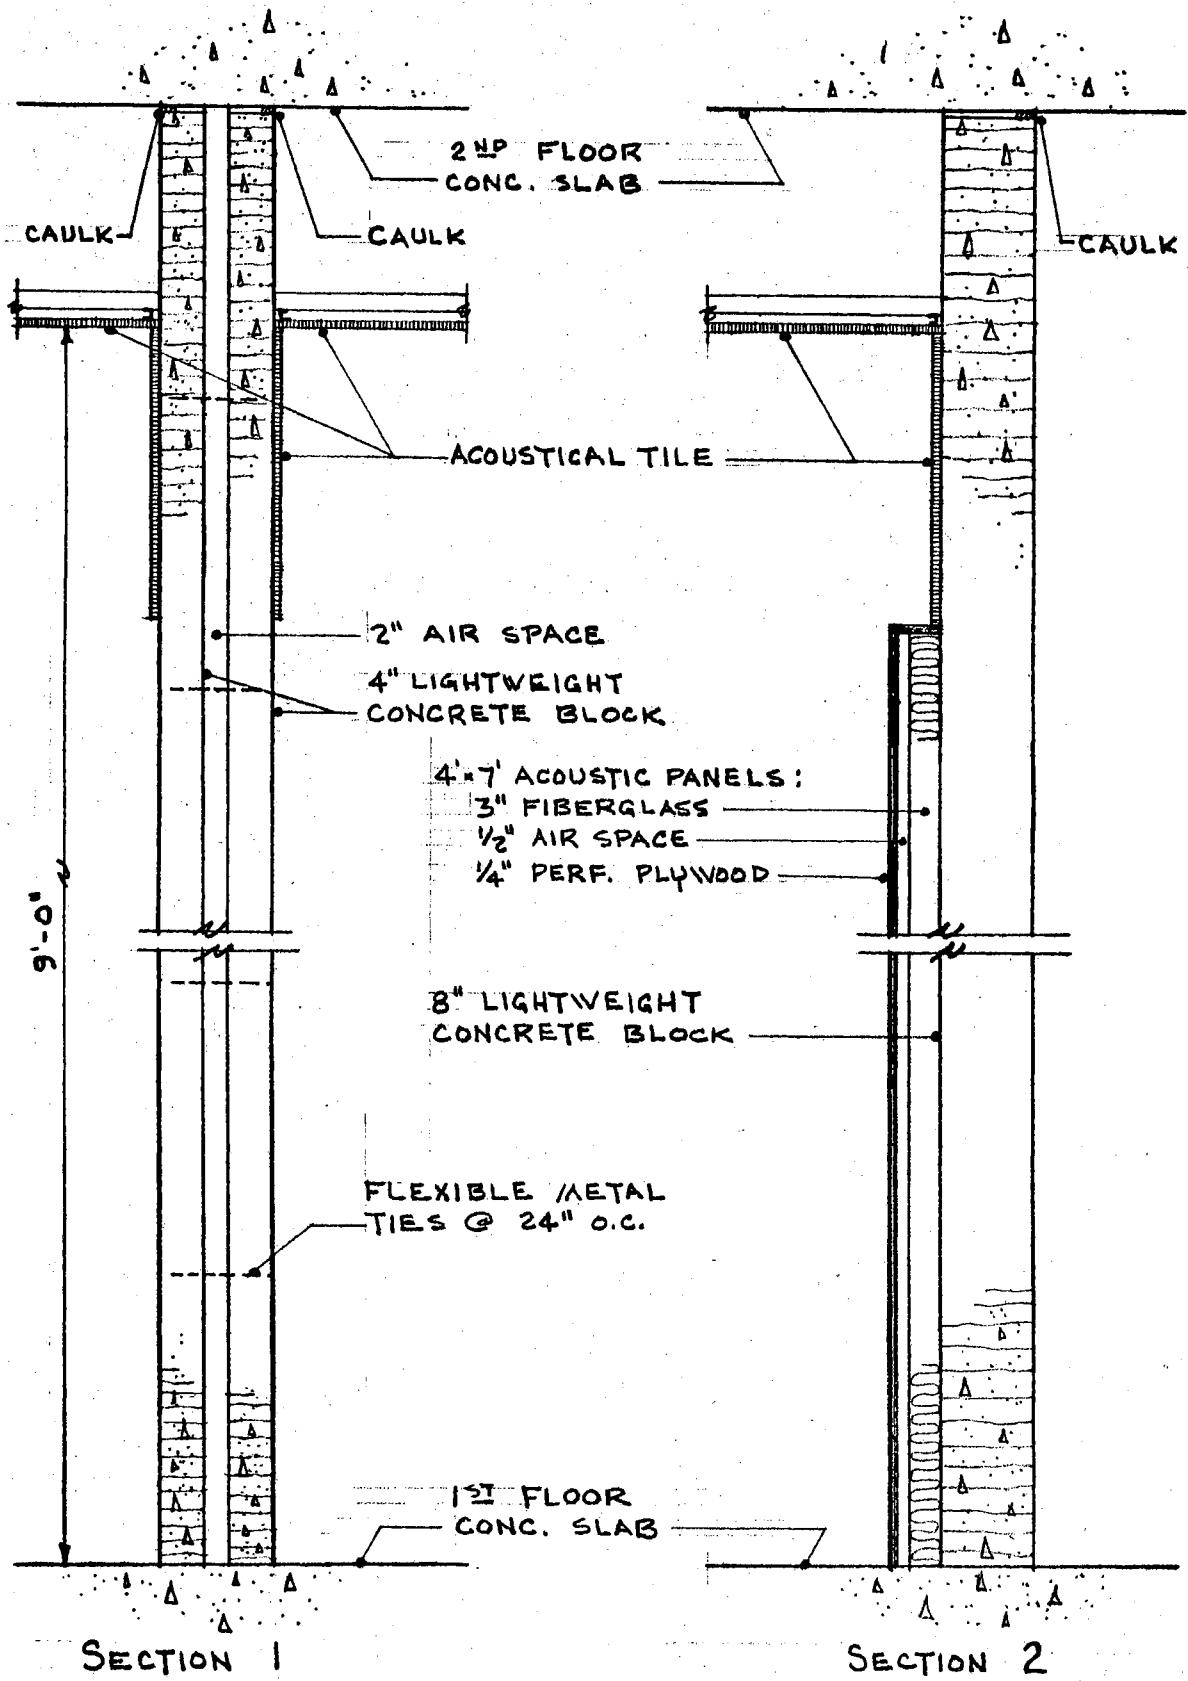 2ND FLOOR
CONC. SLAB
CAULK
CAULK
CAULK
ACOUSTICAL TILE
2" AIR SPACE
4" LIGHTWEIGHT
CONCRETE BLOCK
4'x7' ACOUSTIC PANELS:
3" FIBERGLASS
1/2" AIR SPACE
1/4" PERF. PLYWOOD
9'-0"
8" LIGHTWEIGHT
CONCRETE BLOCK
FLEXIBLE METAL
TIES @ 24" O.C.
1ST FLOOR
CONC. SLAB
SECTION 1
SECTION 2